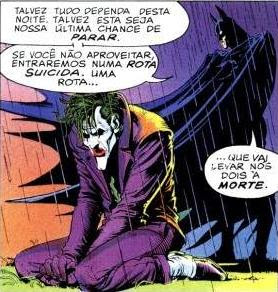 TALVEZ TUDO DEPENDA DESTA
NOITE. TALVEZ ESTA SEJA
NOSSA ÚLTIMA CHANCE DE
PARAR.
SE VOCÊ NÃO APROVEITAR,
ENTRAREMOS NUMA ROTA
SUICIDA. UMA
ROTA...
...QUE VAI
LEVAR NÓS
DOIS À
MORTE.